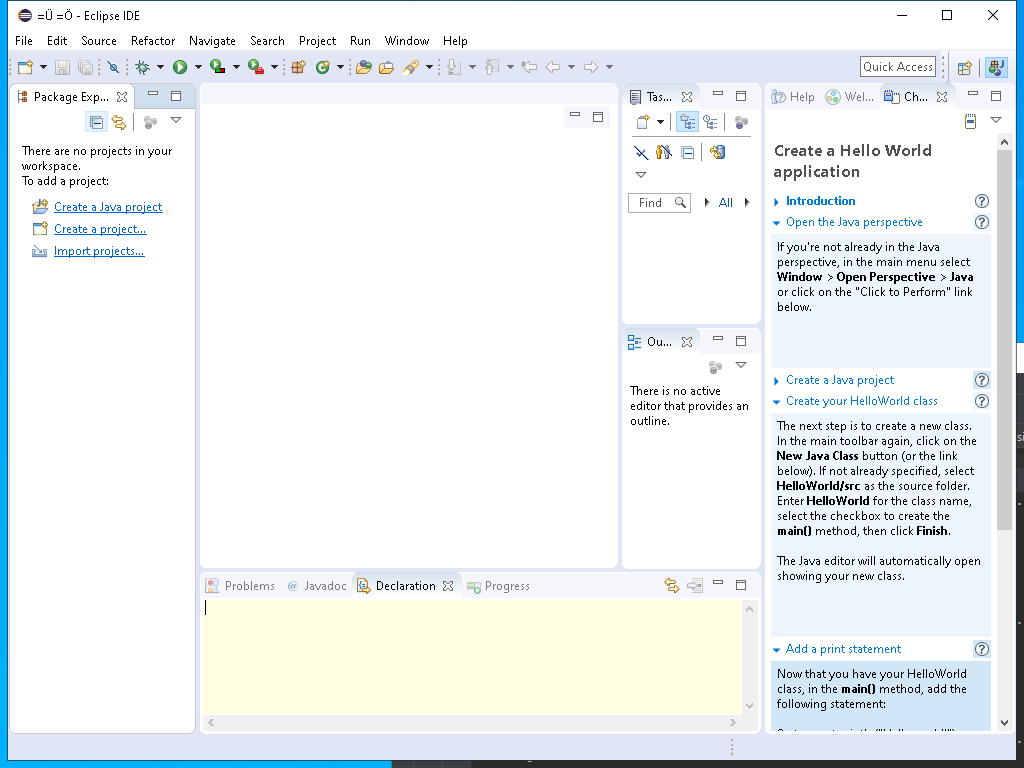 =Ü =Ö - Eclipse IDE
File Edit Source Refactor Navigate Search Project Run Window Help
Quick Access
Package Exp...
There are no projects in your
workspace.
To add a project:
Create a Java project
Create a project...
Import projects...
Tas...
Find
All
Ou...
There is no active
editor that provides an
outline.
Problems @ Javadoc Declaration Progress
Help Wel... Ch...
Create a Hello World
application
Introduction
Open the Java perspective
If you're not already in the Java
perspective, in the main menu select
Window > Open Perspective > Java
or click on the "Click to Perform" link
below.
Create a Java project
Create your HelloWorld class
The next step is to create a new class.
In the main toolbar again, click on the
New Java Class button (or the link
below). If not already specified, select
HelloWorld/src as the source folder.
Enter HelloWorld for the class name,
select the checkbox to create the
main() method, then click Finish.
The Java editor will automatically open
showing your new class.
Add a print statement
Now that you have your HelloWorld
class, in the main() method, add the
following statement: